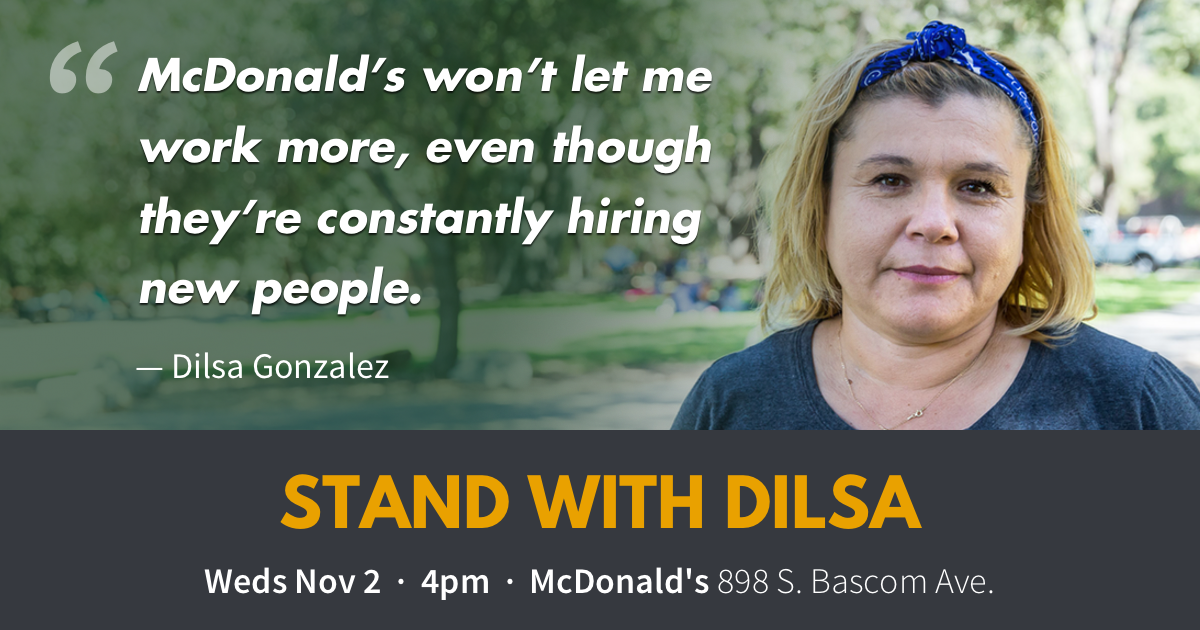 “ McDonald’s won’t let me
work more, even though
they’re constantly hiring
new people.
— Dilsa Gonzalez
STAND WITH DILSA
Weds Nov 2 · 4pm · McDonald's 898 S. Bascom Ave.